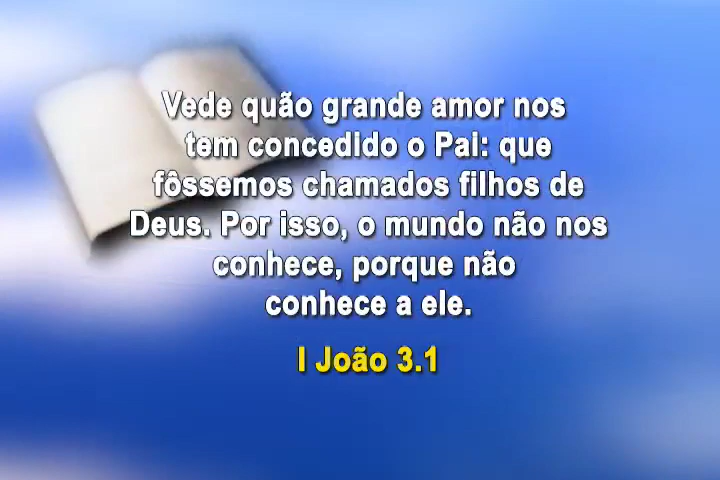 Vede quão grande amor nos
tem concedido o Pai: que
fôssemos chamados filhos de
Deus. Por isso, o mundo não nos
conhece, porque não
conhece a ele.
I João 3.1